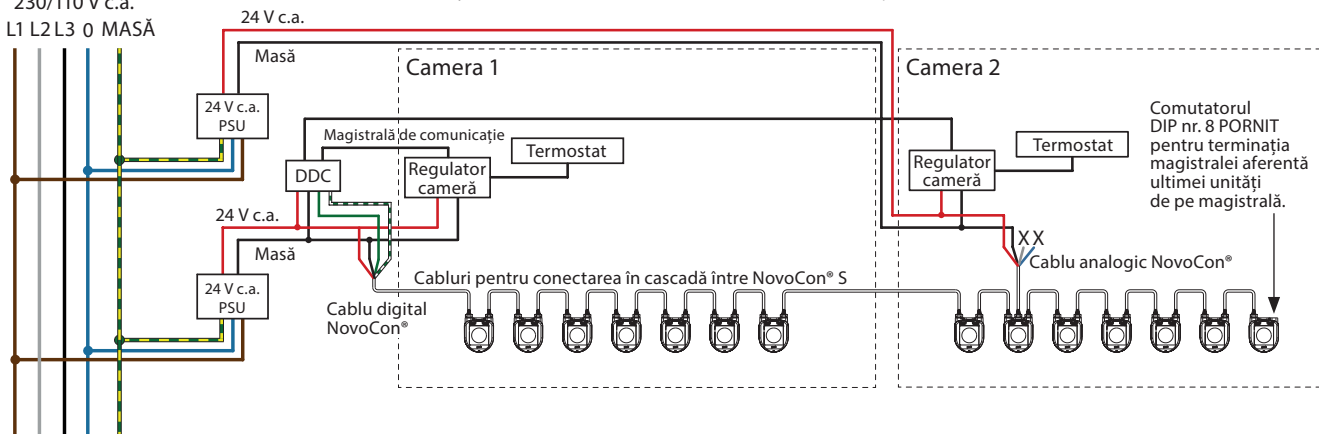 230/110 V c.a.
L1 L2 L3 0 MASĂ
24 V c.a.
Masă
24 V c.a.
PSU
Camera 1
Magistrală de comunicație
DDC
Regulator
cameră
Termostat
24 V c.a.
Masă
24 V c.a.
PSU
Cablu digital
NovoCon®
Cabluri pentru conectarea în cascadă între NovoCon® S
Camera 2
Regulator
cameră
Termostat
X X
Cablu analogic NovoCon®
Comutatorul
DIP nr. 8 PORNIT
pentru terminația
magistralei aferentă
ultimei unități
de pe magistrală.